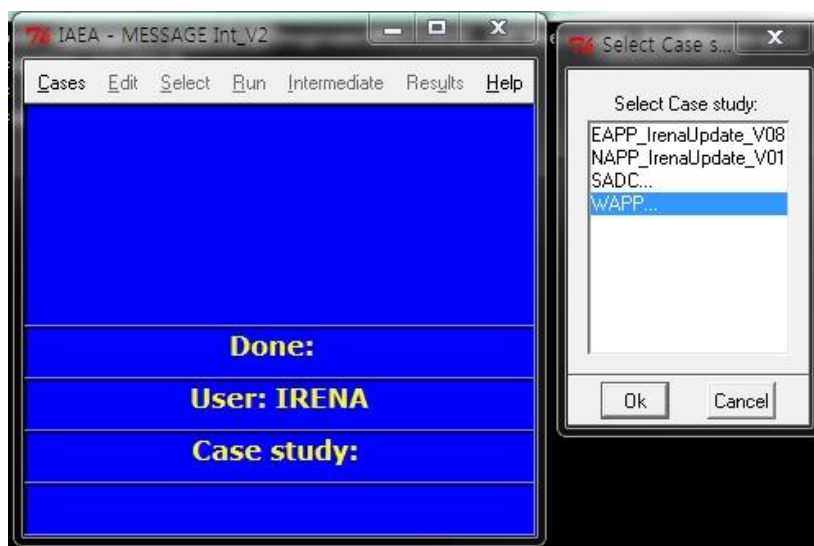 IAEA - MESSAGE Int_V2
Cases Edit Select Run Intermediate Results Help
Done:
User: IRENA
Case study:
Select Case s...
Select Case study:
EAPP_IrenaUpdate_V08
NAPP_IrenaUpdate_V01
SADC...
WAPP...
Ok Cancel